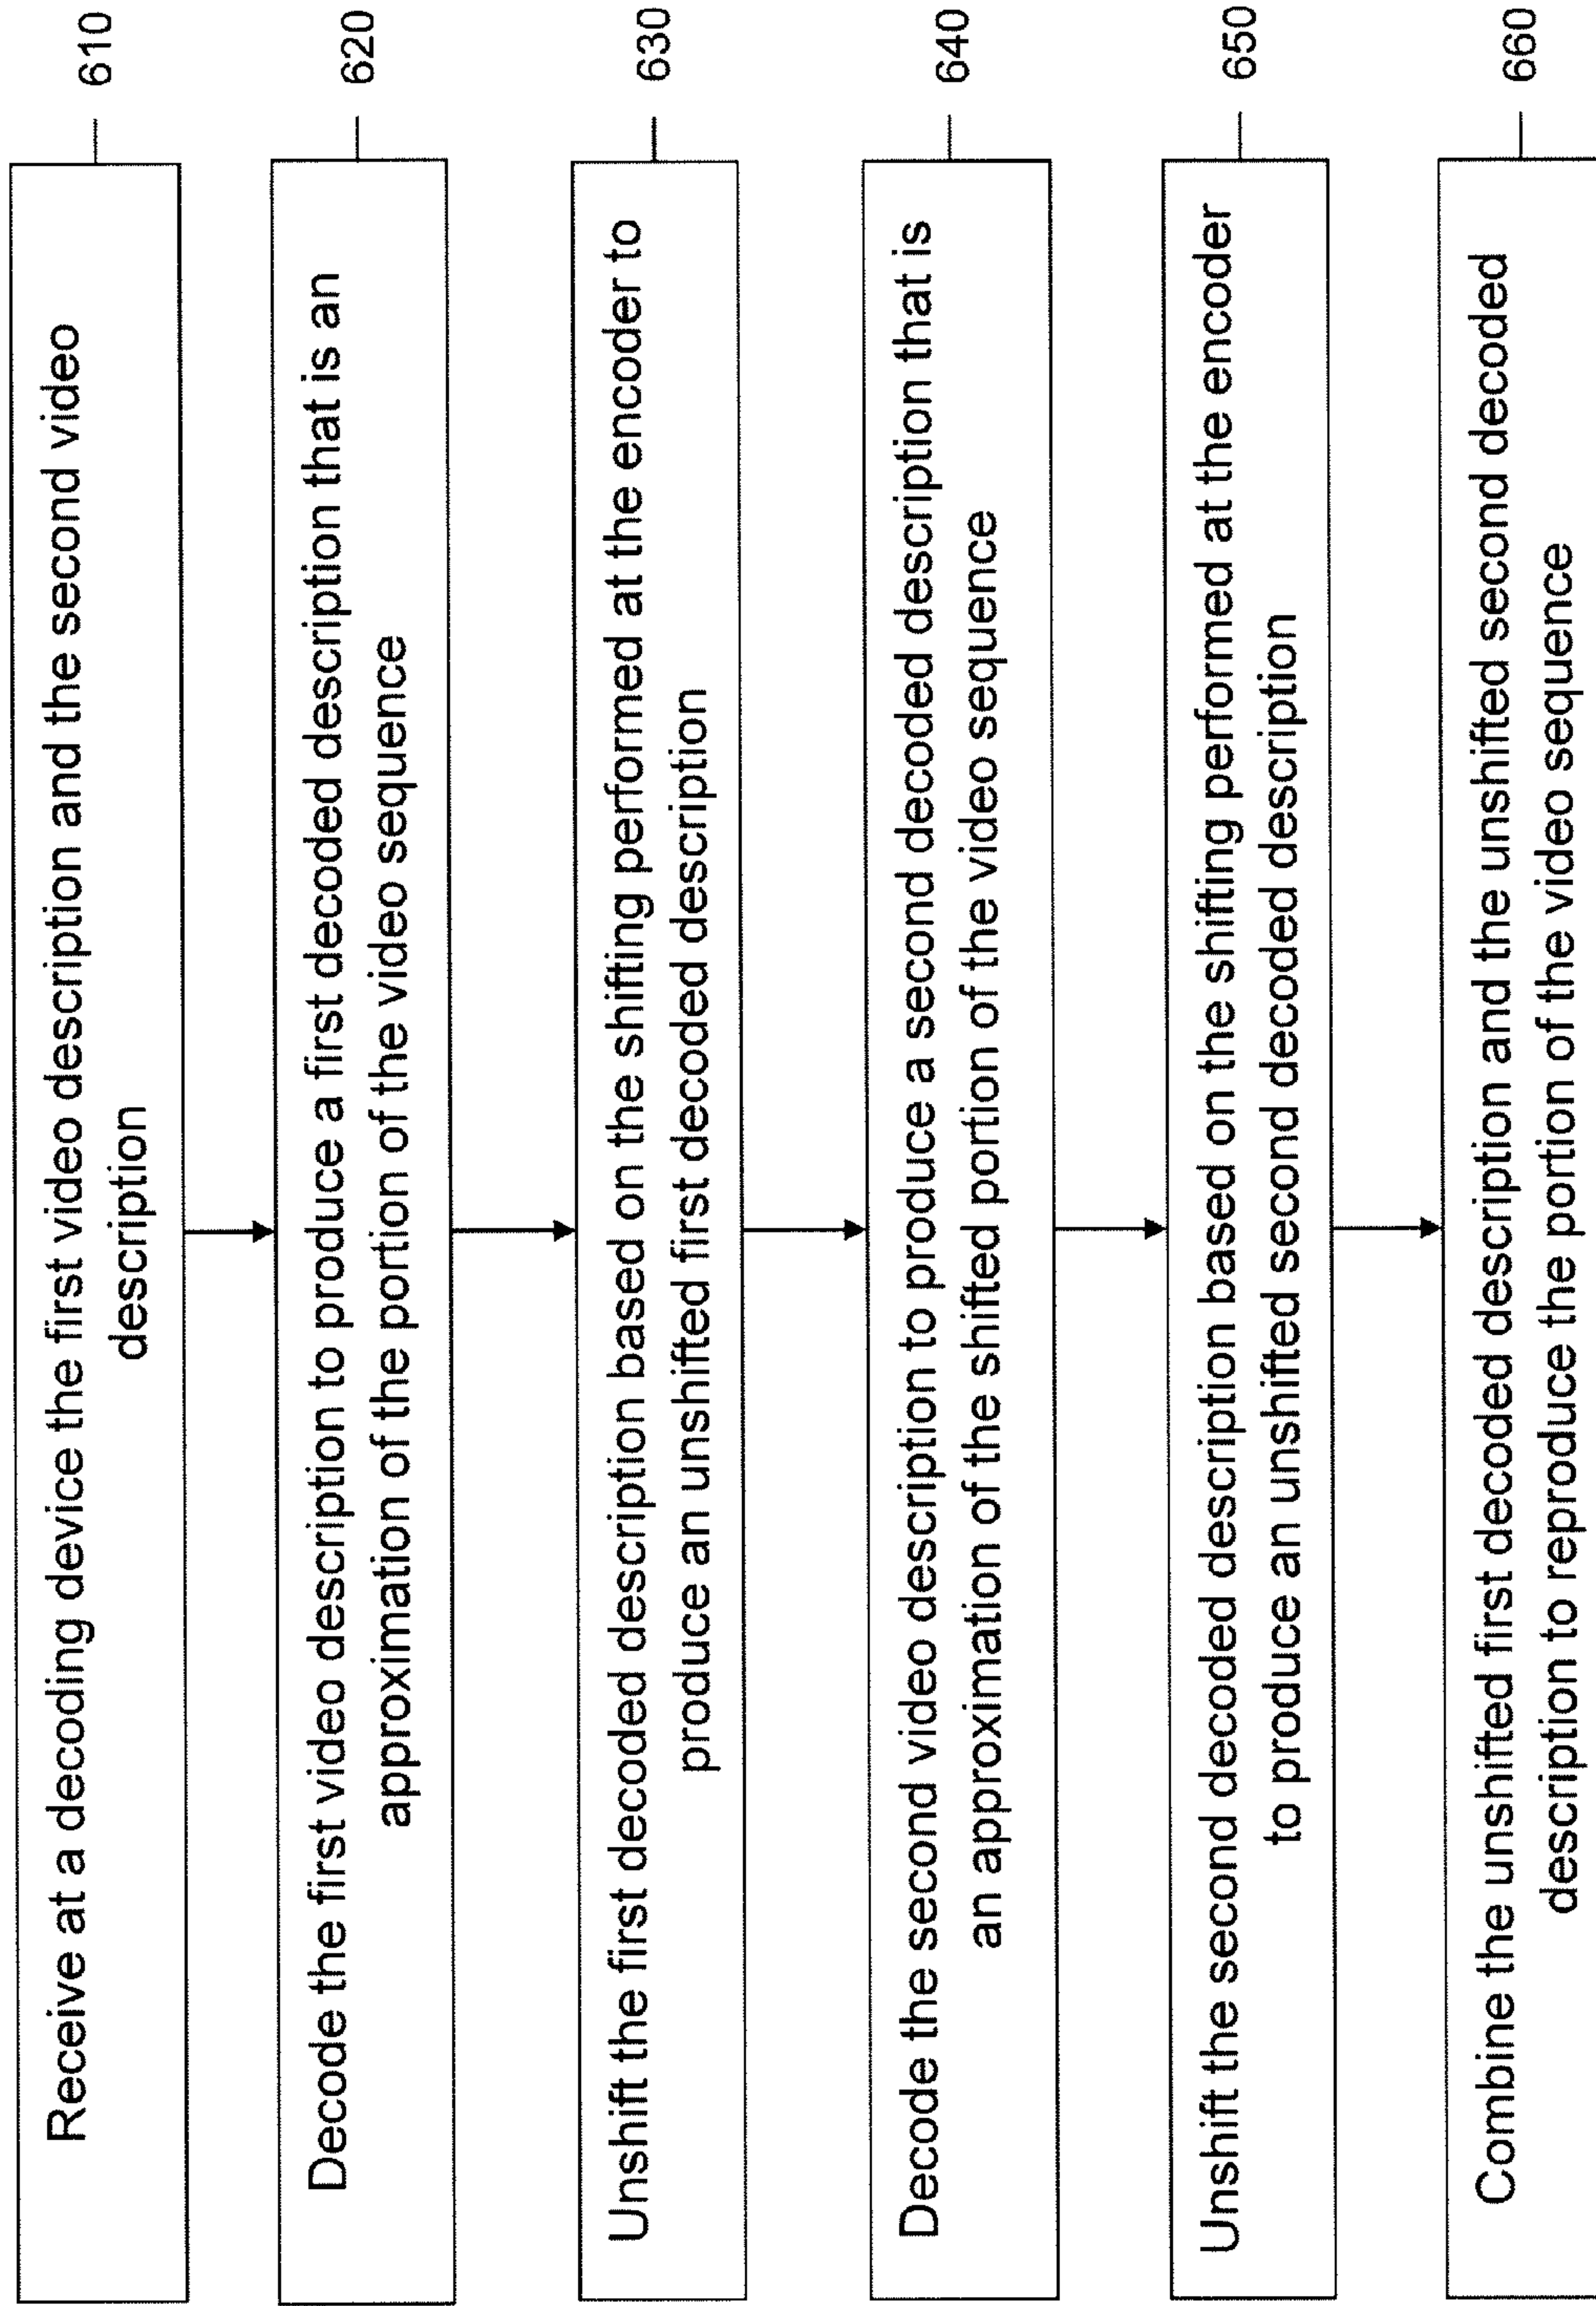 Receive at a decoding device the first video description and the second video
description
610
Decode the first video description to produce a first decoded description that is an
approximation of the portion of the video sequence
620
Unshift the first decoded description based on the shifting performed at the encoder to
produce an unshifted first decoded description
630
Decode the second video description to produce a second decoded description that is
an approximation of the shifted portion of the video sequence
640
Unshift the second decoded description based on the shifting performed at the encoder
to produce an unshifted second decoded description
650
Combine the unshifted first decoded description and the unshifted second decoded
description to reproduce the portion of the video sequence
660